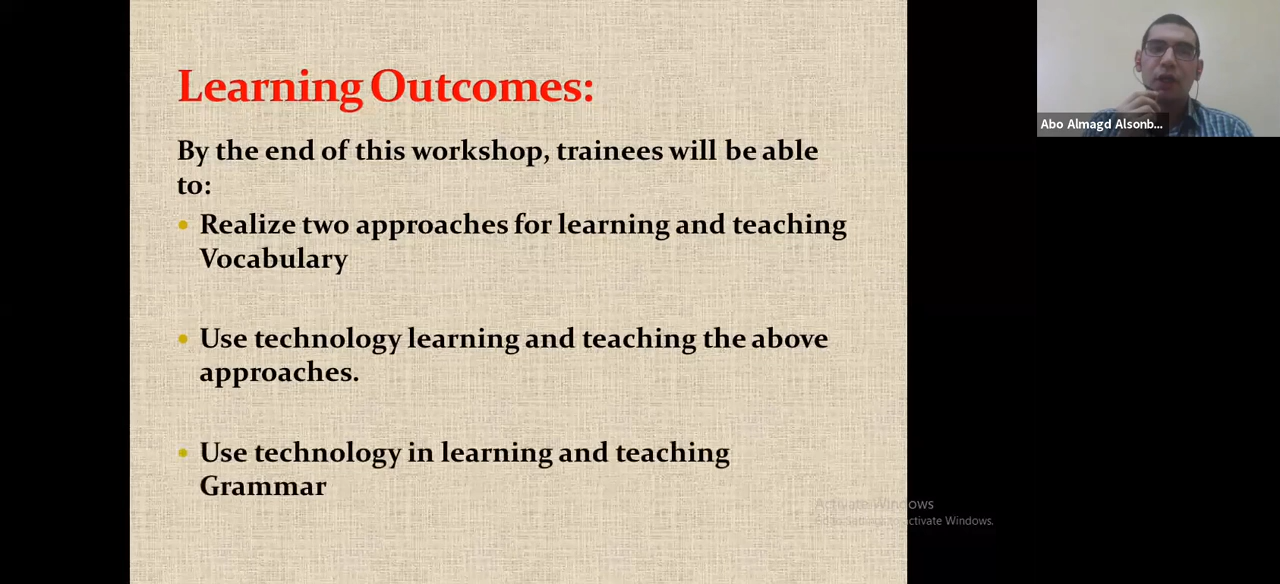 Learning Outcomes:
By the end of this workshop, trainees will be able
to:
Realize two approaches for learning and teaching
Vocabulary
Use technology learning and teaching the above
approaches.
Use technology in learning and teaching
Grammar
Abo Almagd Alsonb...
Activate Windows
activate Windows.